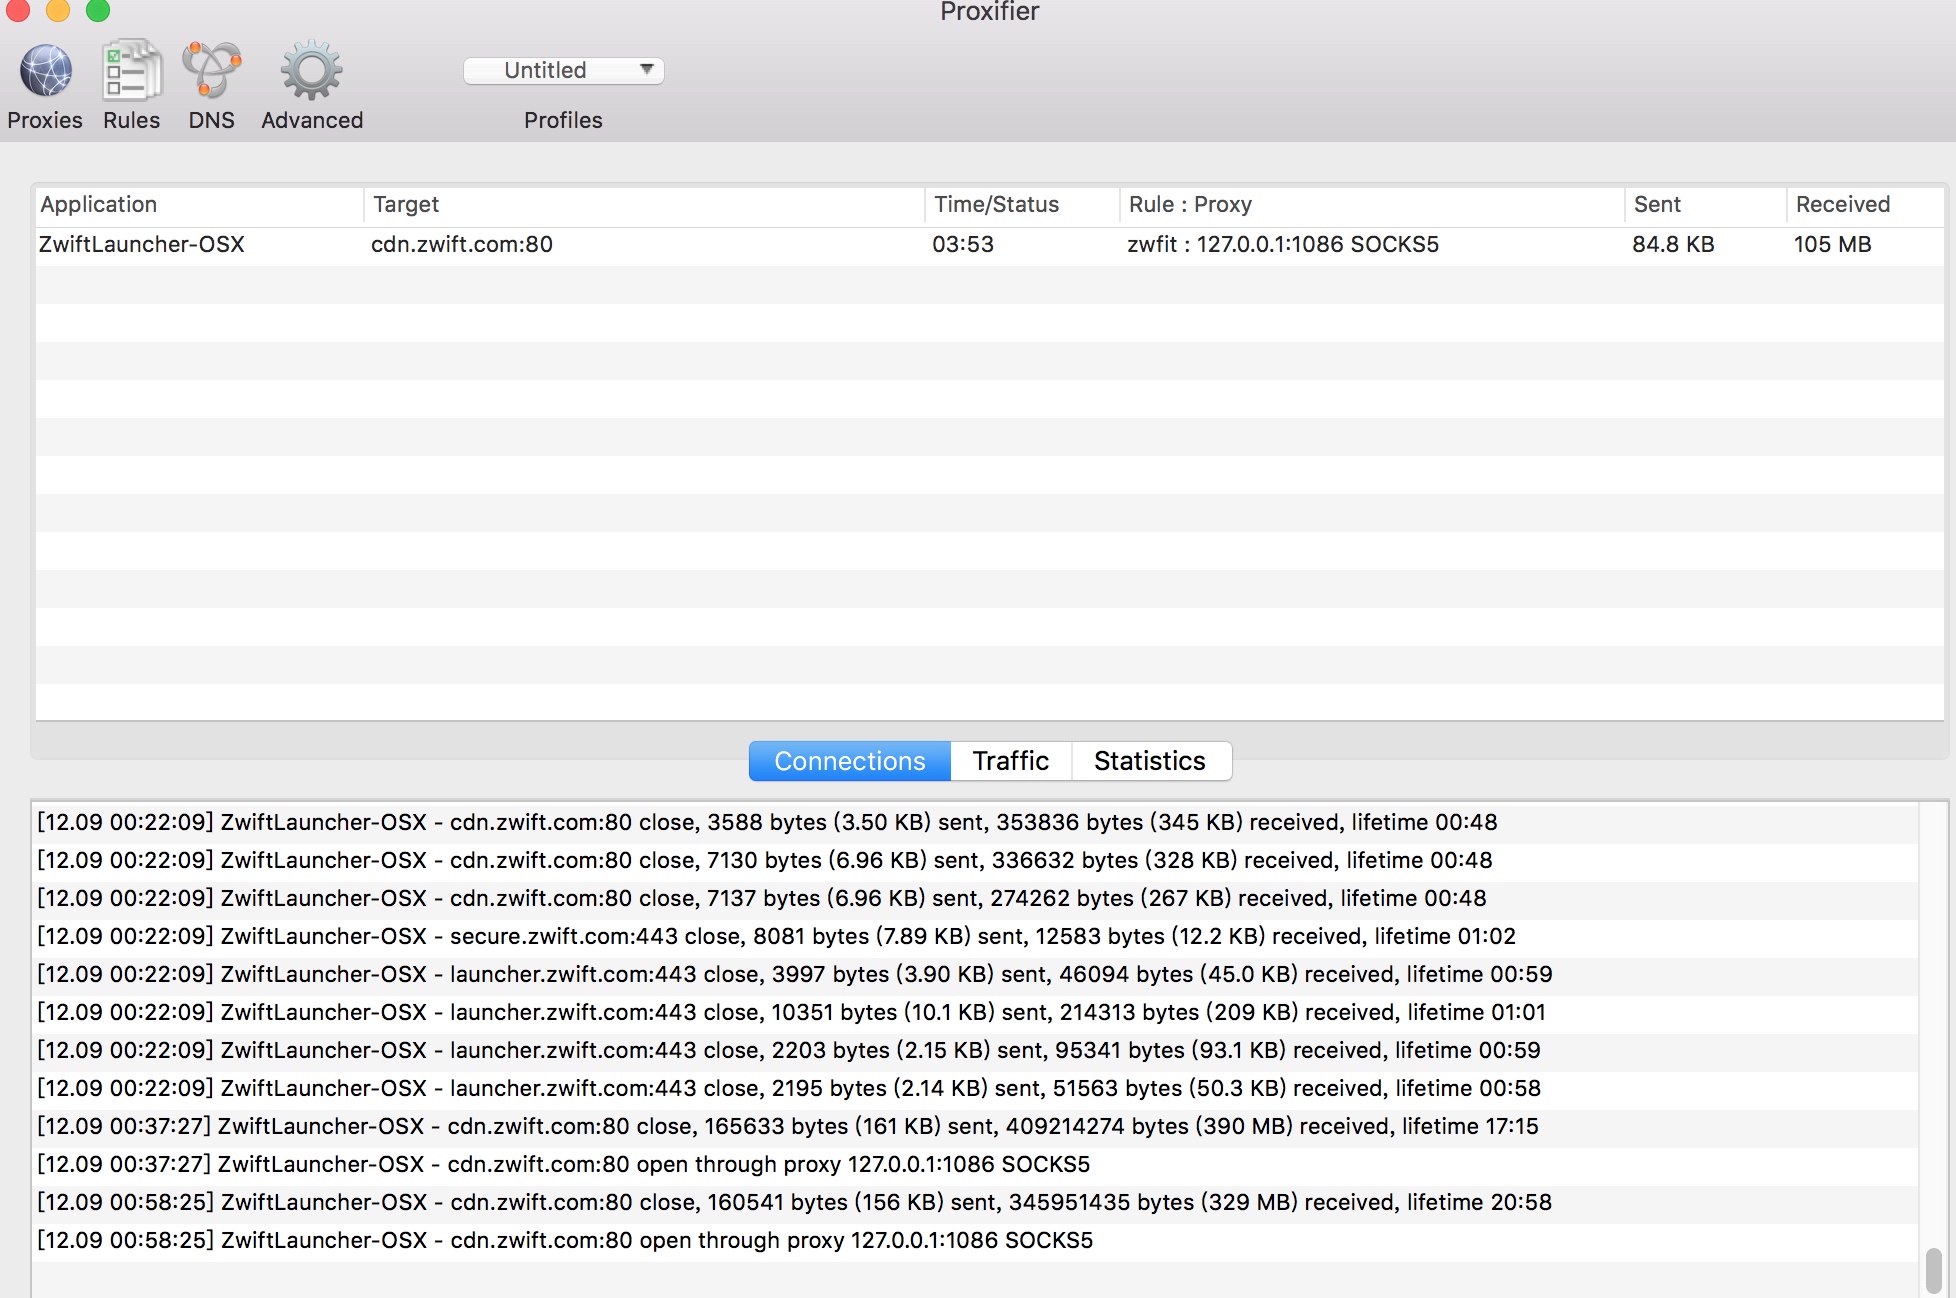 Proxifier
Untitled
Proxies Rules DNS Advanced Profiles
Application Target Time/Status Rule : Proxy Sent Received
ZwiftLauncher-OSX cdn.zwift.com:80 03:53 zwfit : 127.0.0.1:1086 SOCKS5 84.8 KB 105 MB
Connections Traffic Statistics
[12.09 00:22:09] ZwiftLauncher-OSX - cdn.zwift.com:80 close, 3588 bytes (3.50 KB) sent, 353836 bytes (345 KB) received, lifetime 00:48
[12.09 00:22:09] ZwiftLauncher-OSX - cdn.zwift.com:80 close, 7130 bytes (6.96 KB) sent, 336632 bytes (328 KB) received, lifetime 00:48
[12.09 00:22:09] ZwiftLauncher-OSX - cdn.zwift.com:80 close, 7137 bytes (6.96 KB) sent, 274262 bytes (267 KB) received, lifetime 00:48
[12.09 00:22:09] ZwiftLauncher-OSX - secure.zwift.com:443 close, 8081 bytes (7.89 KB) sent, 12583 bytes (12.2 KB) received, lifetime 01:02
[12.09 00:22:09] ZwiftLauncher-OSX - launcher.zwift.com:443 close, 3997 bytes (3.90 KB) sent, 46094 bytes (45.0 KB) received, lifetime 00:59
[12.09 00:22:09] ZwiftLauncher-OSX - launcher.zwift.com:443 close, 10351 bytes (10.1 KB) sent, 214313 bytes (209 KB) received, lifetime 01:01
[12.09 00:22:09] ZwiftLauncher-OSX - launcher.zwift.com:443 close, 2203 bytes (2.15 KB) sent, 95341 bytes (93.1 KB) received, lifetime 00:59
[12.09 00:22:09] ZwiftLauncher-OSX - launcher.zwift.com:443 close, 2195 bytes (2.14 KB) sent, 51563 bytes (50.3 KB) received, lifetime 00:58
[12.09 00:37:27] ZwiftLauncher-OSX - cdn.zwift.com:80 close, 165633 bytes (161 KB) sent, 409214274 bytes (390 MB) received, lifetime 17:15
[12.09 00:37:27] ZwiftLauncher-OSX - cdn.zwift.com:80 open through proxy 127.0.0.1:1086 SOCKS5
[12.09 00:58:25] ZwiftLauncher-OSX - cdn.zwift.com:80 close, 160541 bytes (156 KB) sent, 345951435 bytes (329 MB) received, lifetime 20:58
[12.09 00:58:25] ZwiftLauncher-OSX - cdn.zwift.com:80 open through proxy 127.0.0.1:1086 SOCKS5